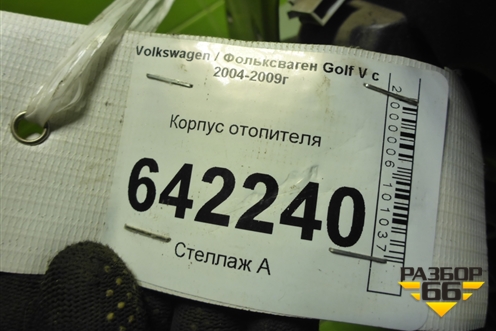 Volkswagen / Фольксваген Golf V с
2004-2009г
Корпус отопителя
642240
Стеллаж А
2000006101037
РАЗБОР
66